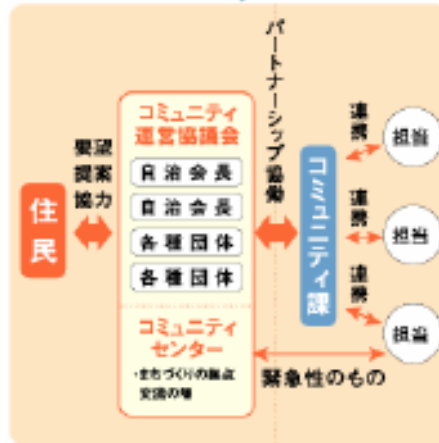 パートナーシップ協働
コミュニティ
運営協議会
自治会長
自治会長
各種団体
各種団体
要望
提案
協力
住民
コミュニティ課
連携
担当
連携
担当
連携
担当
コミュニティ
センター
・まちづくりの拠点
交流の場
緊急性のもの